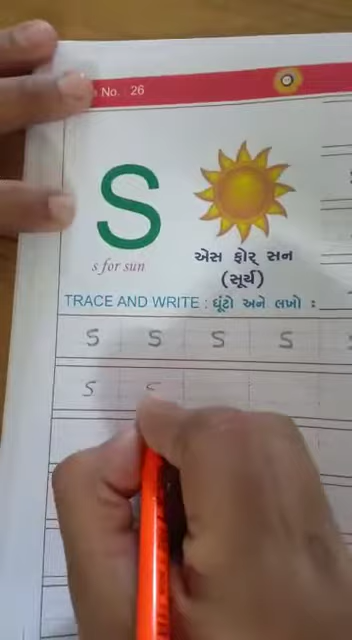 No. : 26
S
s for sun
એસ ફોર્ સન
(સૂર્ય)
TRACE AND WRITE : ઘૂંટો અને લખો :
S S S S
S S